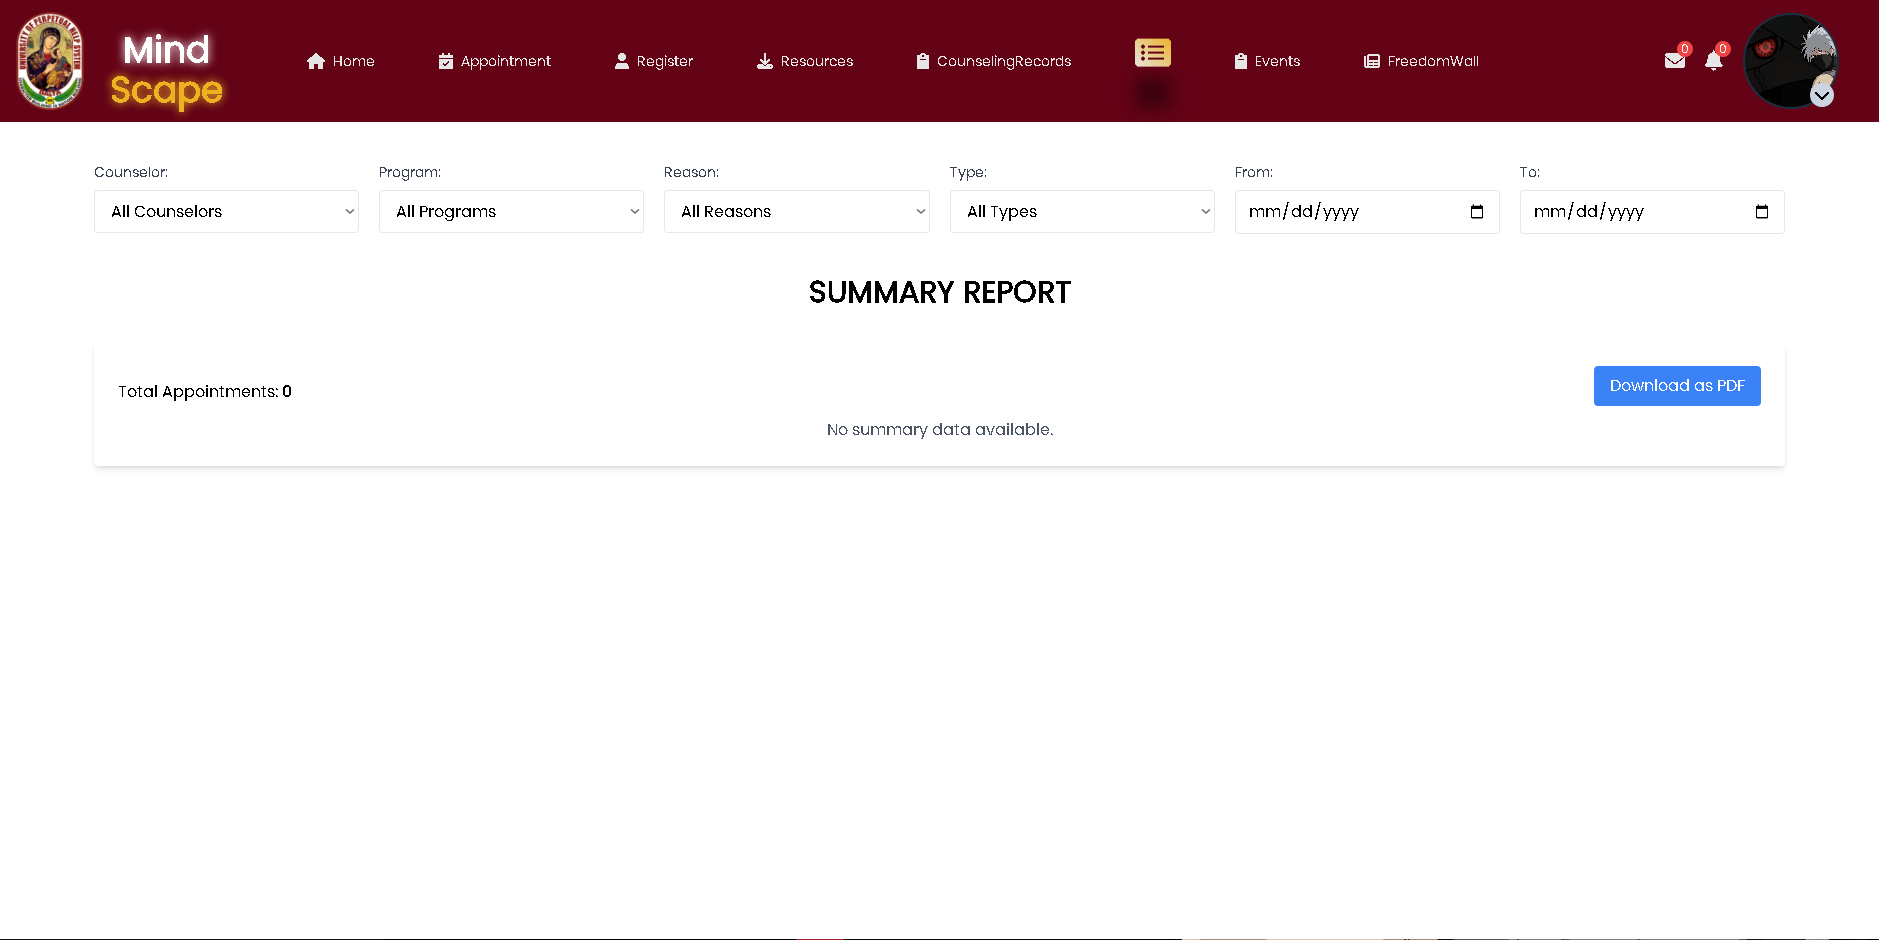 Mind
Scape
Home
Appointment
Register
Resources
CounselingRecords
Events
FreedomWall
0
0
Counselor:
Program:
Reason:
Type:
From:
To:
All Counselors
All Programs
All Reasons
All Types
mm/dd/yyyy
mm/dd/yyyy
SUMMARY REPORT
Total Appointments: 0
Download as PDF
No summary data available.